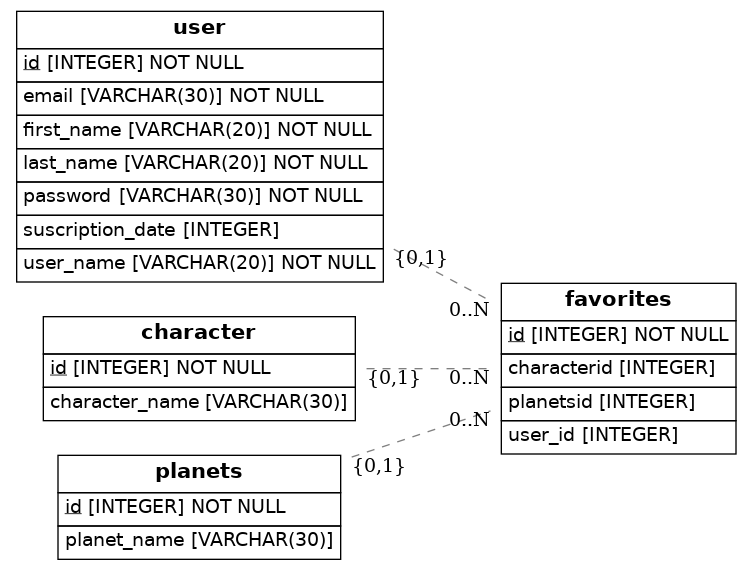 user
id [INTEGER] NOT NULL
email [VARCHAR(30)] NOT NULL
first_name [VARCHAR(20)] NOT NULL
last_name [VARCHAR(20)] NOT NULL
password [VARCHAR(30)] NOT NULL
suscription_date [INTEGER]
user_name [VARCHAR(20)] NOT NULL
{0,1}
0..N
character
id [INTEGER] NOT NULL
character_name [VARCHAR(30)]
{0,1}
0..N
planets
id [INTEGER] NOT NULL
planet_name [VARCHAR(30)]
{0,1}
0..N
favorites
id [INTEGER] NOT NULL
characterid [INTEGER]
planetsid [INTEGER]
user_id [INTEGER]